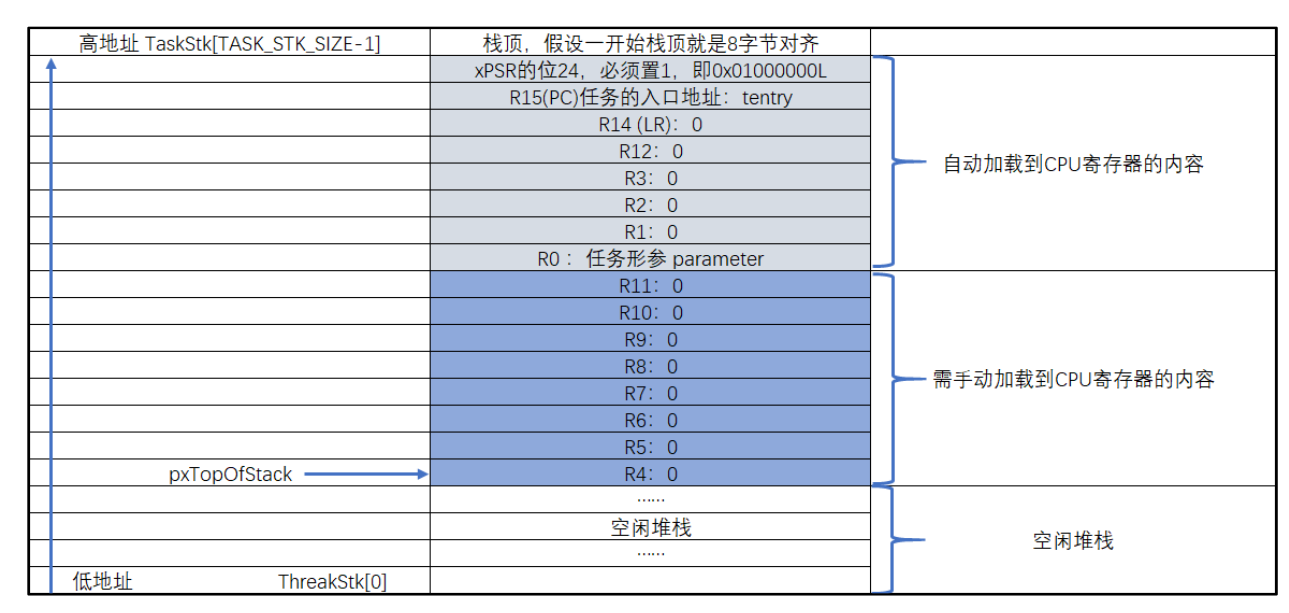 高地址 TaskStk[TASK_STK_SIZE-1]
栈顶，假设一开始栈顶就是8字节对齐
xPSR的位24，必须置1，即0x01000000L
R15(PC)任务的入口地址：tentry
R14 (LR)：0
R12：0
R3：0
R2：0
R1：0
R0 ：任务形参 parameter
自动加载到CPU寄存器的内容
R11：0
R10：0
R9：0
R8：0
R7：0
R6：0
R5：0
pxTopOfStack
R4：0
需手动加载到CPU寄存器的内容
……
空闲堆栈
……
空闲堆栈
低地址 ThreakStk[0]